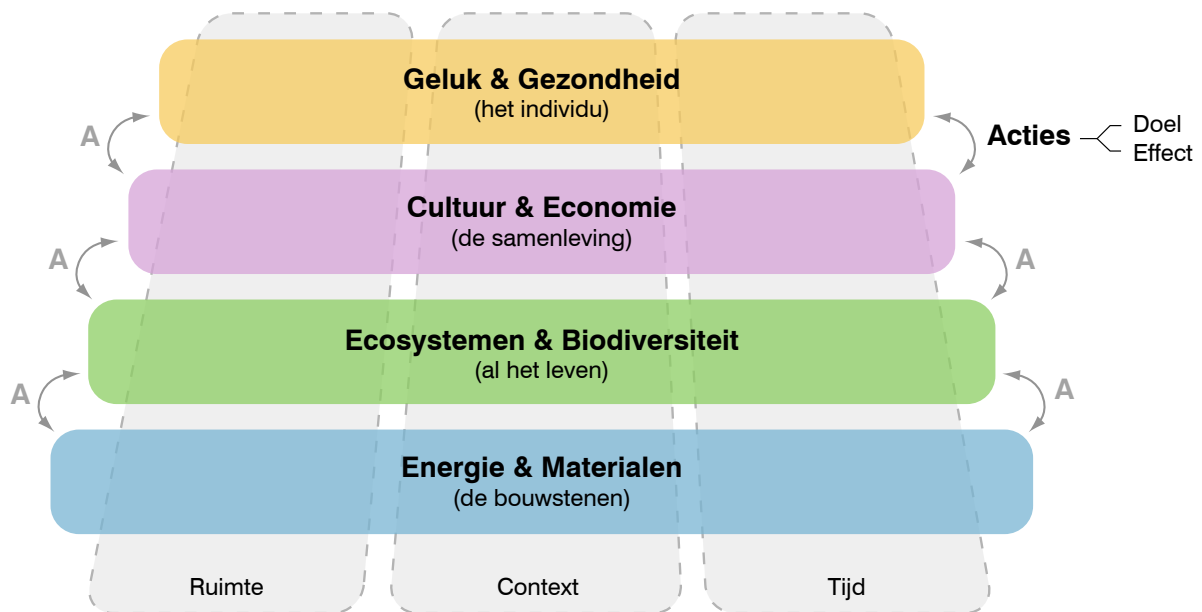 Geluk & Gezondheid
(het individu)
A
Acties
Doel
Effect
Cultuur & Economie
(de samenleving)
A
A
Ecosystemen & Biodiversiteit
(al het leven)
A
A
Energie & Materialen
(de bouwstenen)
Ruimte
Context
Tijd